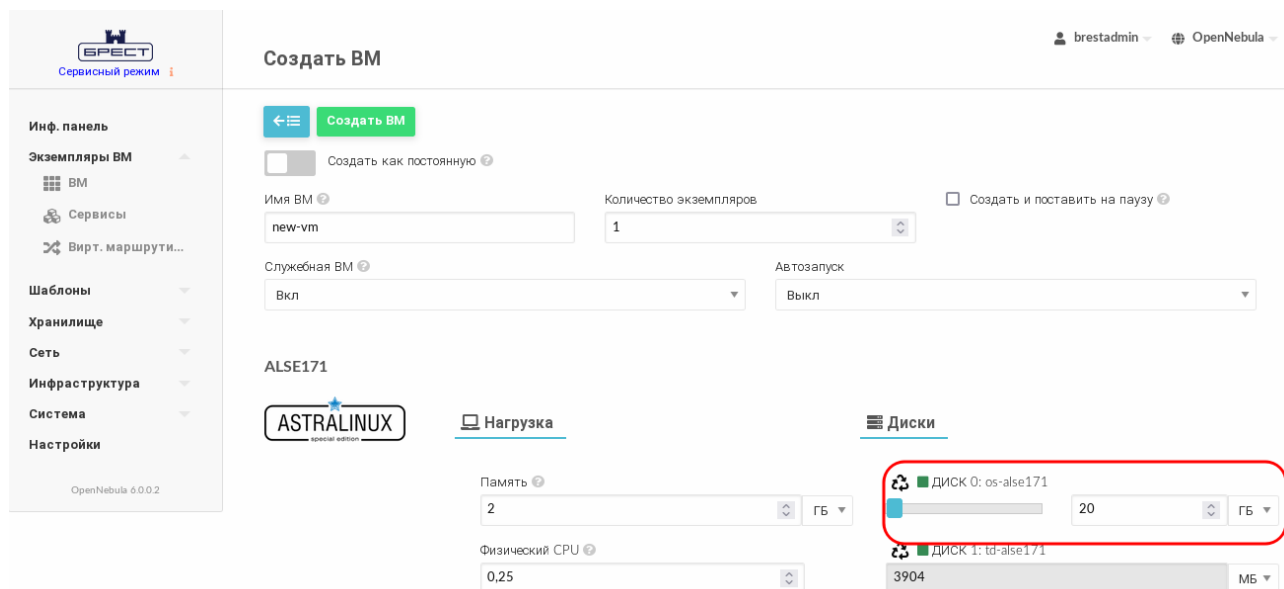 БРЕСТ
Сервисный режим i
Инф. панель
Экземпляры ВМ
ВМ
Сервисы
Вирт. маршрути...
Шаблоны
Хранилище
Сеть
Инфраструктура
Система
Настройки
OpenNebula 6.0.0.2
Создать ВМ
brestadmin
OpenNebula
Создать ВМ
Создать как постоянную ?
Имя ВМ ?
new-vm
Количество экземпляров
1
Создать и поставить на паузу ?
Служебная ВМ ?
Вкл
Автозапуск
Выкл
ALSE171
ASTRALINUX
special edition
Нагрузка
Память ?
2 ГБ
Физический CPU ?
0,25
Диски
ДИСК 0: os-alse171
20 ГБ
ДИСК 1: td-alse171
3904 МБ